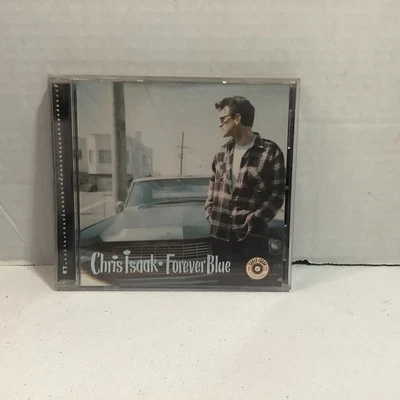 Chris Isaak • Forever Blue